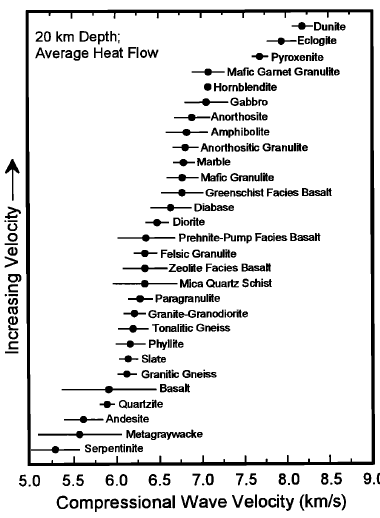 20 km Depth;
Average Heat Flow
Dunite
Eclogite
Pyroxenite
Mafic Garnet Granulite
Hornblendite
Gabbro
Anorthosite
Amphibolite
Anorthositic Granulite
Marble
Mafic Granulite
Greenschist Facies Basalt
Diabase
Diorite
Prehnite-Pump Facies Basalt
Felsic Granulite
Zeolite Facies Basalt
Mica Quartz Schist
Paragranulite
Granite-Granodiorite
Tonalitic Gneiss
Phyllite
Slate
Granitic Gneiss
Basalt
Quartzite
Andesite
Metagraywacke
Serpentinite
Increasing Velocity
5.0 5.5 6.0 6.5 7.0 7.5 8.0 8.5 9.0
Compressional Wave Velocity (km/s)